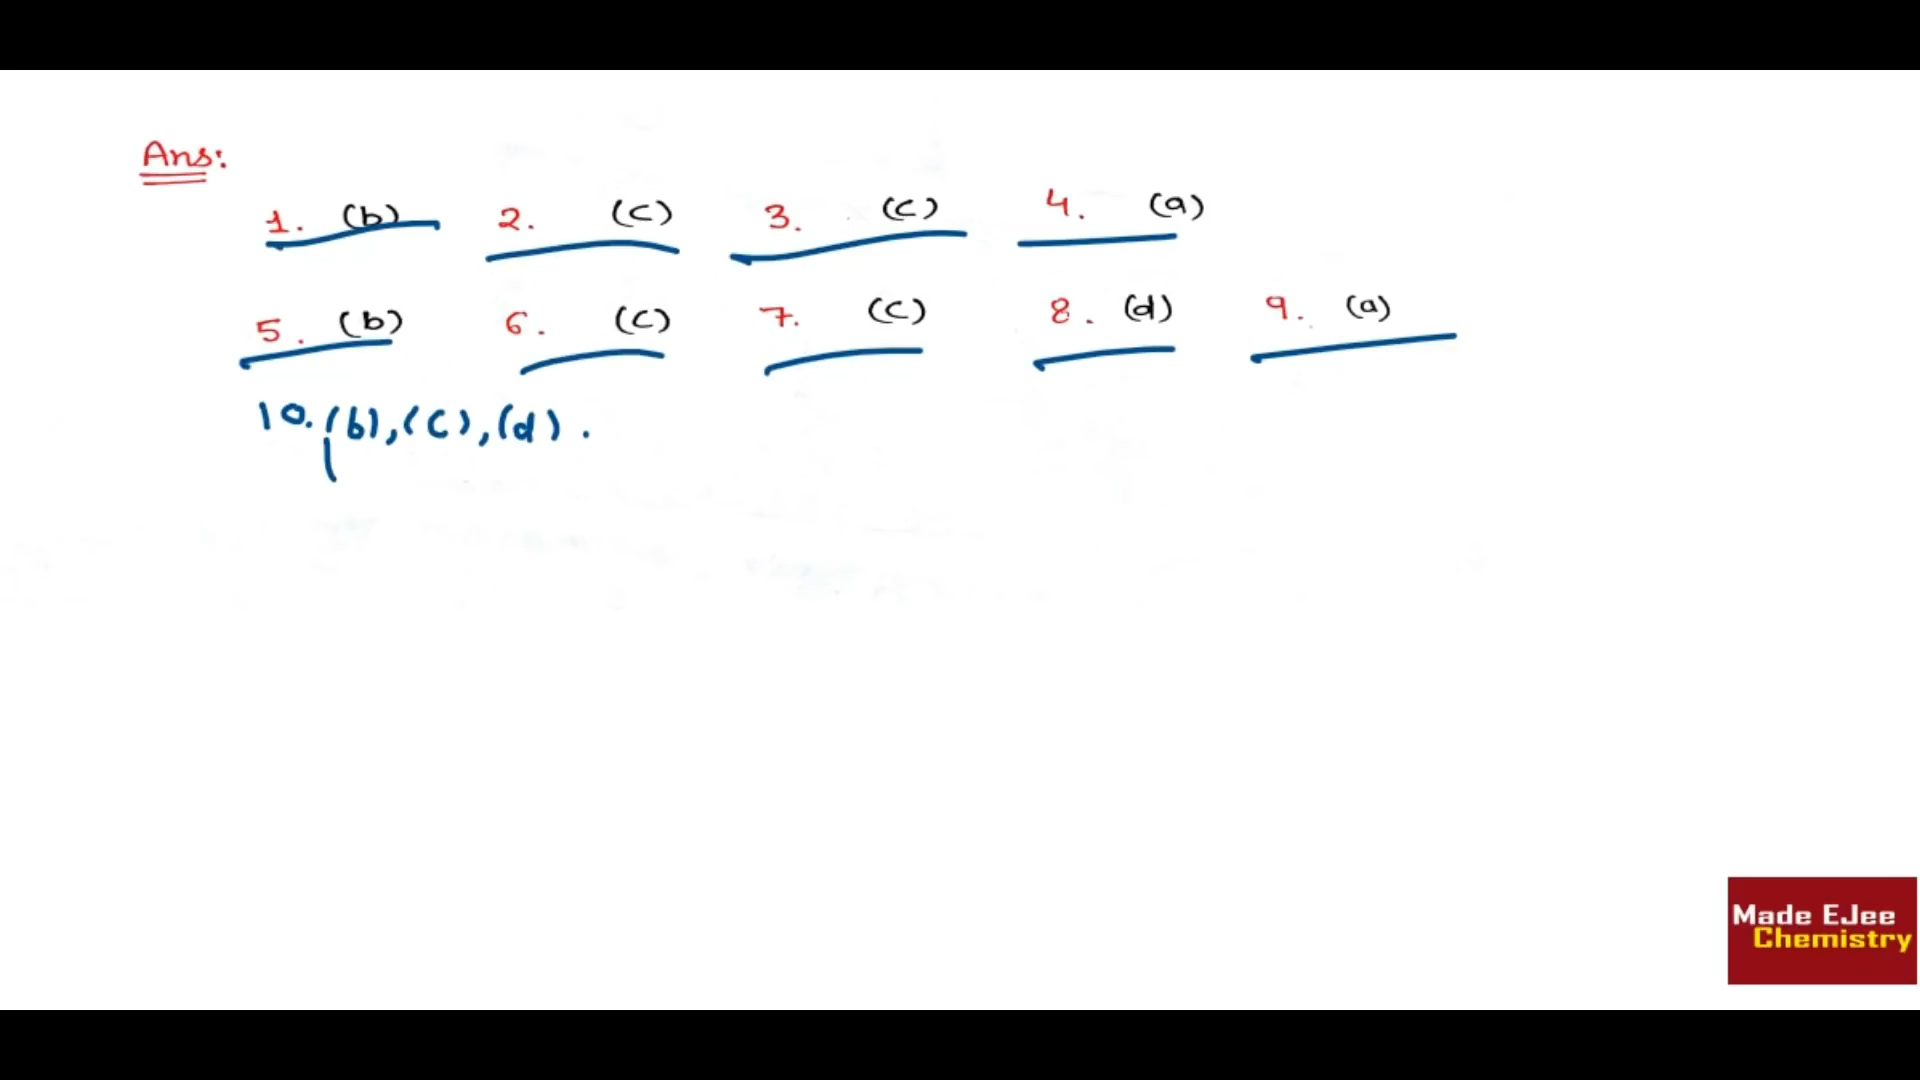 Ans:
1. (b) 2. (c) 3. (c) 4. (a)
5. (b) 6. (c) 7. (c) 8. (d) 9. (a)
10. (b), (c), (d).
Made EJee
Chemistry